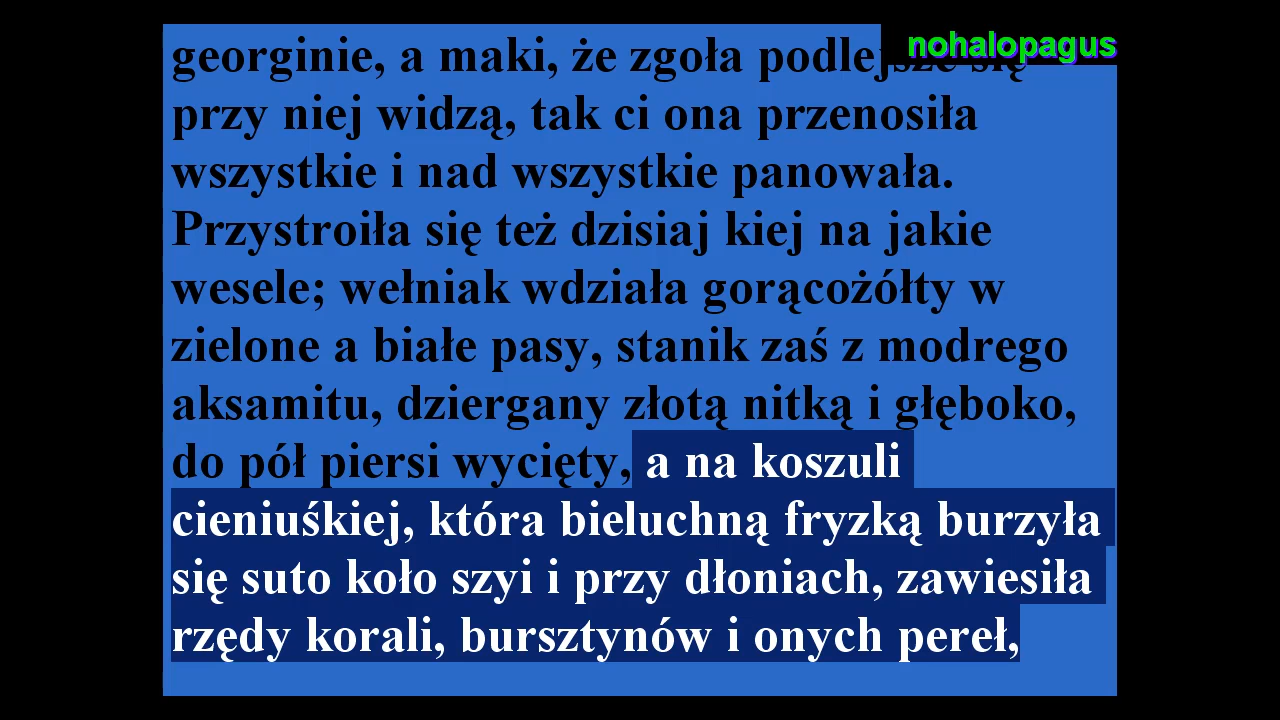 nohalopagus
georginie, a maki, że zgoła podlejsze się
przy niej widzą, tak ci ona przenosiła
wszystkie i nad wszystkie panowała.
Przystroiła się też dzisiaj kiej na jakie
wesele; wełniak wdziała gorącożółty w
zielone a białe pasy, stanik zaś z modrego
aksamitu, dziergany złotą nitką i głęboko,
do pół piersi wycięty, a na koszuli
cieniuśkiej, która bieluchną fryzką burzyła
się suto koło szyi i przy dłoniach, zawiesiła
rzędy korali, bursztynów i onych pereł,